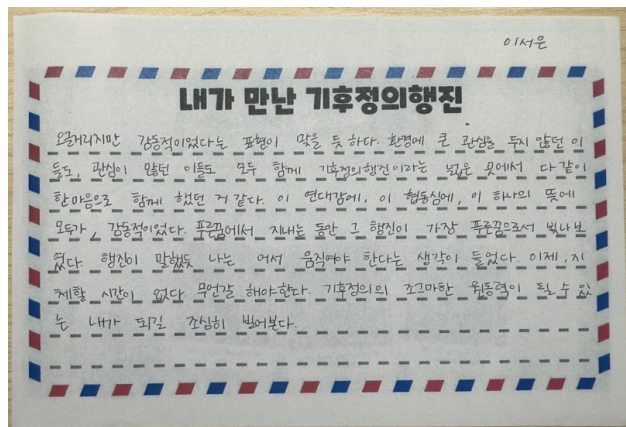 이서은
내가 만난 기후정의행진
오글거리지만 감동적이었다는 표현이 맞을 듯 하다. 환경에 큰 관심을 두지 않던 이
들도, 관심이 많던 이들도 모두 함께 기후정의행진이라는 넓은 곳에서 다같이
한마음으로 함께 했던 거 같다. 이 연대감에, 이 협동심에, 이 하나의 뜻에
모두가, 감동적이었다. 푸른꿈에서 지내는 동안 그 행진이 가장 푸른꿈으로서 빛나보
였다. 행진이 말했듯 나는 어서 움직여야 한다는 생각이 들었다. 이제, 지
체할 시간이 없다. 무언갈 해야한다. 기후정의의 조그마한 원동력이 될 수 있
는 내가 되길 조심히 빌어본다.